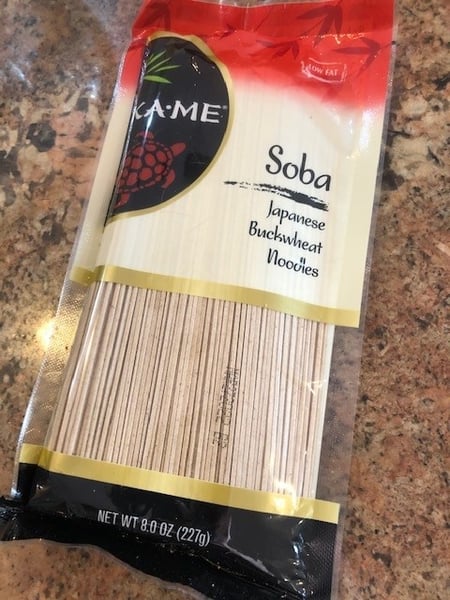 LOW FAT
KA·ME®
Soba
Japanese
Buckwheat
Noodles
NET WT 8.0 OZ (227g)